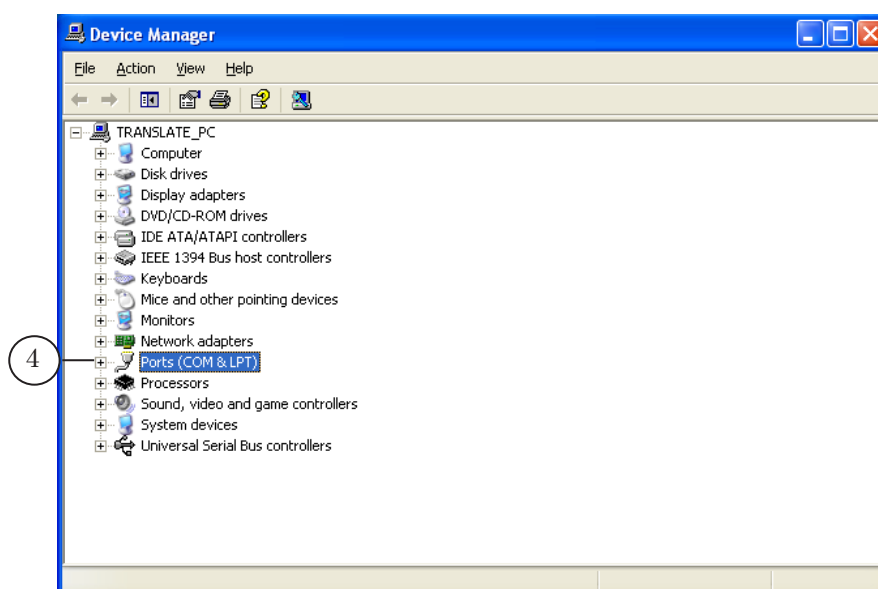 Device Manager
File Action View Help
TRANSLATE_PC
Computer
Disk drives
Display adapters
DVD/CD-ROM drives
IDE ATA/ATAPI controllers
IEEE 1394 Bus host controllers
Keyboards
Mice and other pointing devices
Monitors
Network adapters
4 Ports (COM & LPT)
Processors
Sound, video and game controllers
System devices
Universal Serial Bus controllers